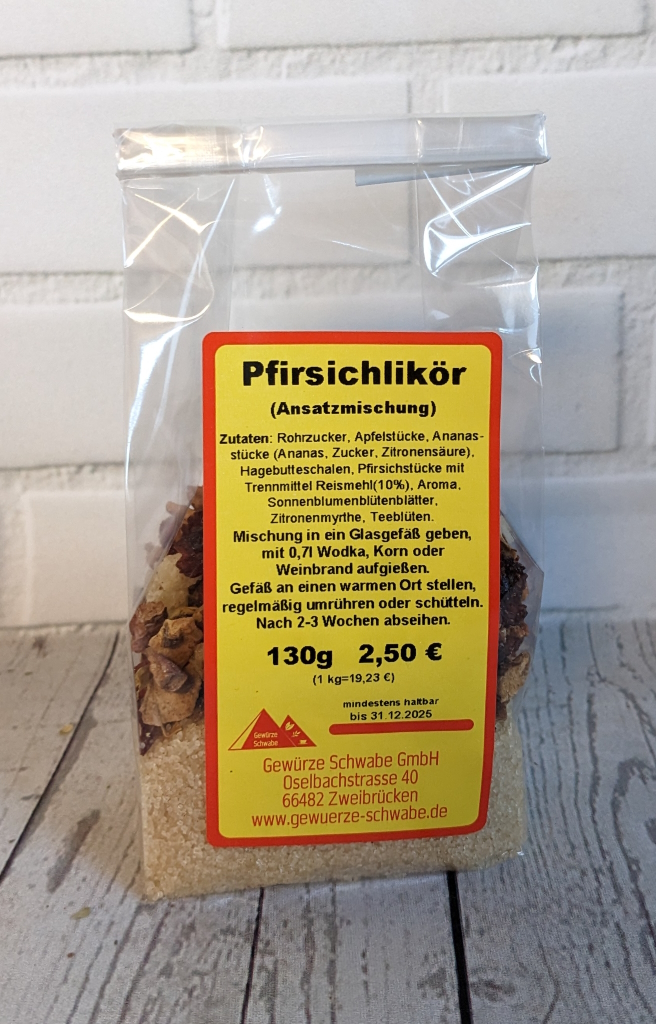 Pfirsichlikör
(Ansatzmischung)
Zutaten: Rohrzucker, Apfelstücke, Ananas-
stücke (Ananas, Zucker, Zitronensäure),
Hagebutteschalen, Pfirsichstücke mit
Trennmittel Reismehl(10%), Aroma,
Sonnenblumenblütenblätter,
Zitronenmyrthe, Teeblüten.
Mischung in ein Glasgefäß geben,
mit 0,7l Wodka, Korn oder
Weinbrand aufgießen.
Gefäß an einen warmen Ort stellen,
regelmäßig umrühren oder schütteln.
Nach 2-3 Wochen abseihen.
130g 2,50 €
(1 kg=19,23 €)
mindestens haltbar
bis 31.12.2025
Gewürze
Schwabe
Gewürze Schwabe GmbH
Oselbachstrasse 40
66482 Zweibrücken
www.gewuerze-schwabe.de